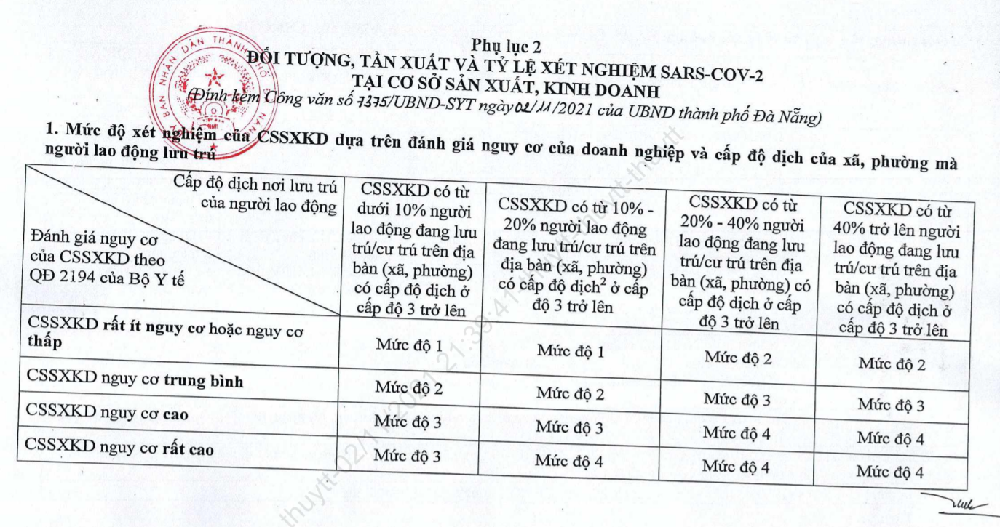 Phụ lục 2
ĐỐI TƯỢNG, TẦN XUẤT VÀ TỶ LỆ XÉT NGHIỆM SARS-COV-2
TẠI CƠ SỞ SẢN XUẤT, KINH DOANH
(Đính kèm Công văn số 7375/UBND-SYT ngày 02/11/2021 của UBND thành phố Đà Nẵng)
1. Mức độ xét nghiệm của CSSXKD dựa trên đánh giá nguy cơ của doanh nghiệp và cấp độ dịch của xã, phường mà
người lao động lưu trú
Cấp độ dịch nơi lưu trú
của người lao động
Đánh giá nguy cơ
của CSSXKD theo
QĐ 2194 của Bộ Y tế
CSSXKD có từ
dưới 10% người
lao động đang lưu
trú/cư trú trên địa
bàn (xã, phường)
có cấp độ dịch ở
cấp độ 3 trở lên
CSSXKD có từ 10% -
20% người lao động
đang lưu trú/cư trú trên
địa bàn (xã, phường)
có cấp độ dịch² ở cấp
độ 3 trở lên
CSSXKD có từ
20% - 40% người
lao động đang lưu
trú/cư trú trên địa
bàn (xã, phường) có
cấp độ dịch ở cấp
độ 3 trở lên
CSSXKD có từ
40% trở lên người
lao động đang lưu
trú/cư trú trên địa
bàn (xã, phường)
có cấp độ dịch ở
cấp độ 3 trở lên
CSSXKD rất ít nguy cơ hoặc nguy cơ
thấp
Mức độ 1
Mức độ 1
Mức độ 2
Mức độ 2
CSSXKD nguy cơ trung bình
Mức độ 2
Mức độ 2
Mức độ 3
Mức độ 3
CSSXKD nguy cơ cao
Mức độ 3
Mức độ 3
Mức độ 4
Mức độ 4
CSSXKD nguy cơ rất cao
Mức độ 3
Mức độ 4
Mức độ 4
Mức độ 4
thuytt-02/11/2021 21:39:41-thuytt-thuytt-thuytt